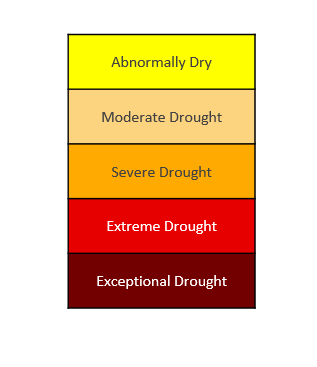 Abnormally Dry
Moderate Drought
Severe Drought
Extreme Drought
Exceptional Drought